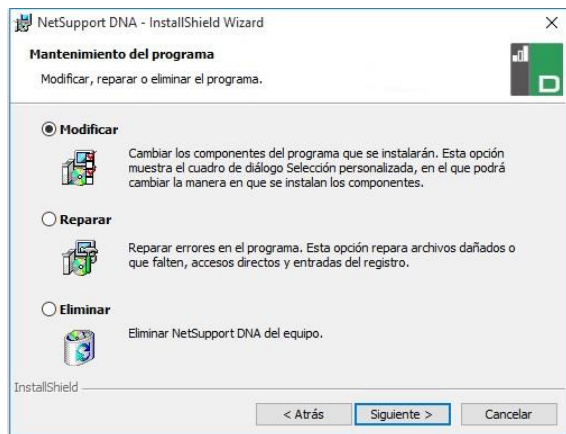 NetSupport DNA - InstallShield Wizard
Mantenimiento del programa
Modificar, reparar o eliminar el programa.
D
Modificar
Cambiar los componentes del programa que se instalarán. Esta opción
muestra el cuadro de diálogo Selección personalizada, en el que podrá
cambiar la manera en que se instalan los componentes.
Reparar
Reparar errores en el programa. Esta opción repara archivos dañados o
que falten, accesos directos y entradas del registro.
Eliminar
Eliminar NetSupport DNA del equipo.
InstallShield
< Atrás
Siguiente >
Cancelar